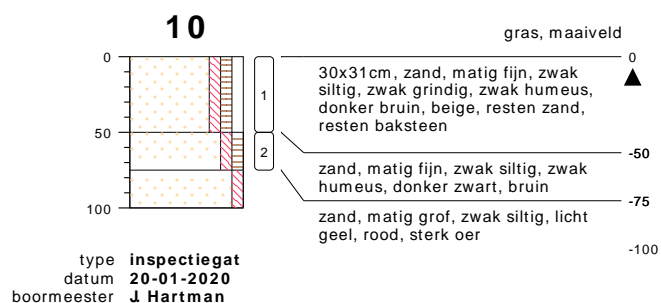 10
gras, maaiveld
0
0
30x31cm, zand, matig fijn, zwak
siltig, zwak grindig, zwak humeus,
donker bruin, beige, resten zand,
resten baksteen
1
50
-50
2
zand, matig fijn, zwak siltig, zwak
humeus, donker zwart, bruin
-75
zand, matig grof, zwak siltig, licht
geel, rood, sterk oer
100
-100
type inspectiegat
datum 20-01-2020
boormeester J. Hartman